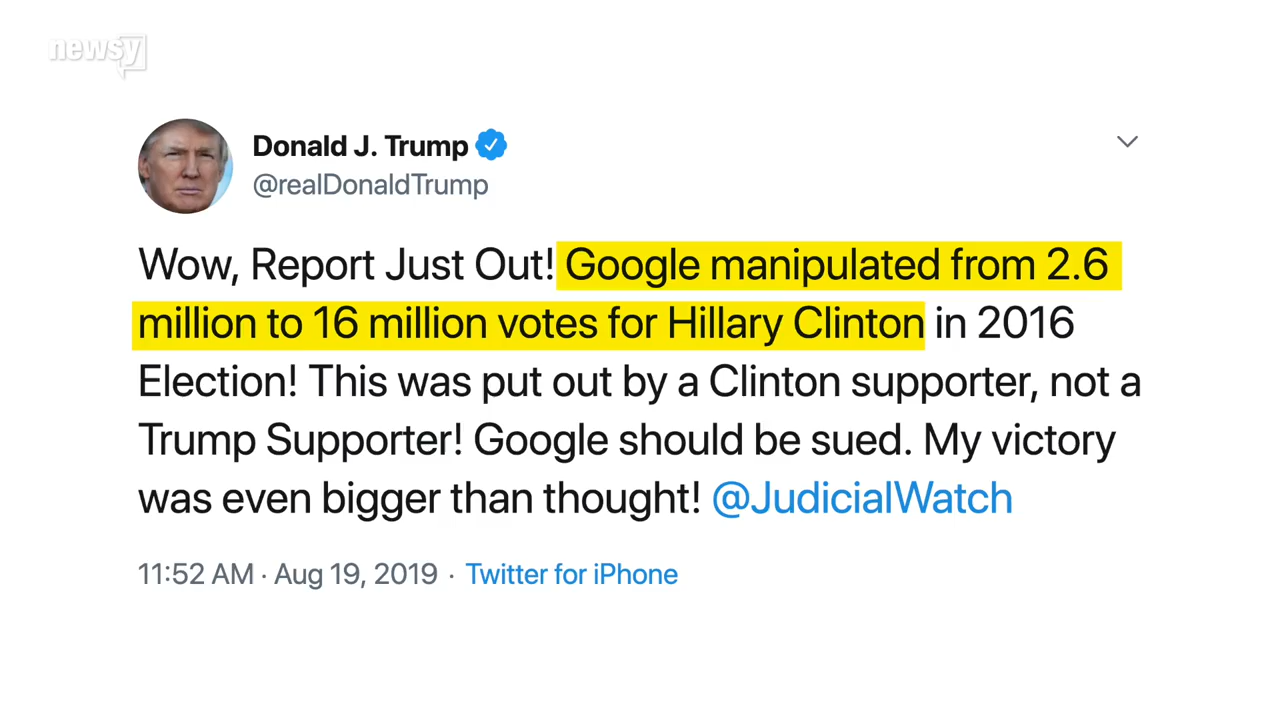 newsy
Donald J. Trump
@realDonaldTrump
Wow, Report Just Out! Google manipulated from 2.6
million to 16 million votes for Hillary Clinton in 2016
Election! This was put out by a Clinton supporter, not a
Trump Supporter! Google should be sued. My victory
was even bigger than thought! @JudicialWatch
11:52 AM · Aug 19, 2019 · Twitter for iPhone